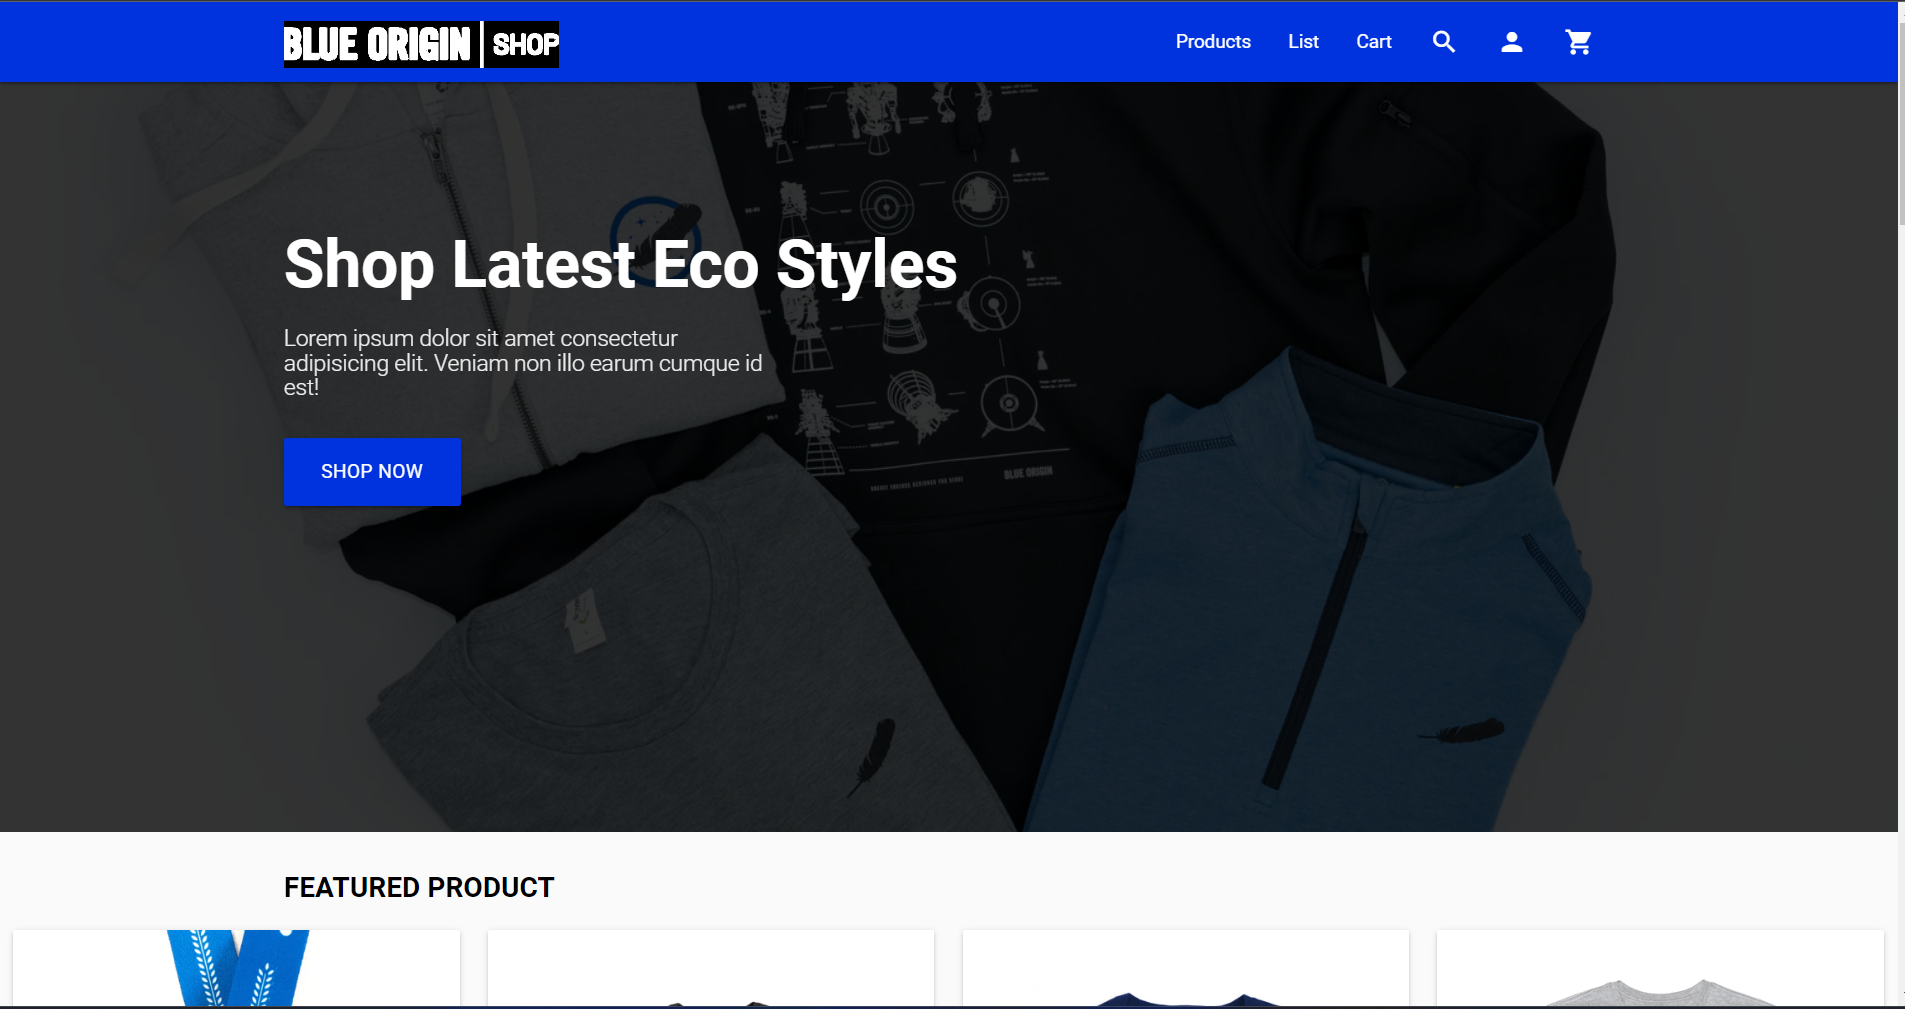 BLUE ORIGIN | SHOP
Products List Cart
Shop Latest Eco Styles
Lorem ipsum dolor sit amet consectetur
adipisicing elit. Veniam non illo earum cumque id
est!
SHOP NOW
BLUE ORIGIN
FEATURED PRODUCT